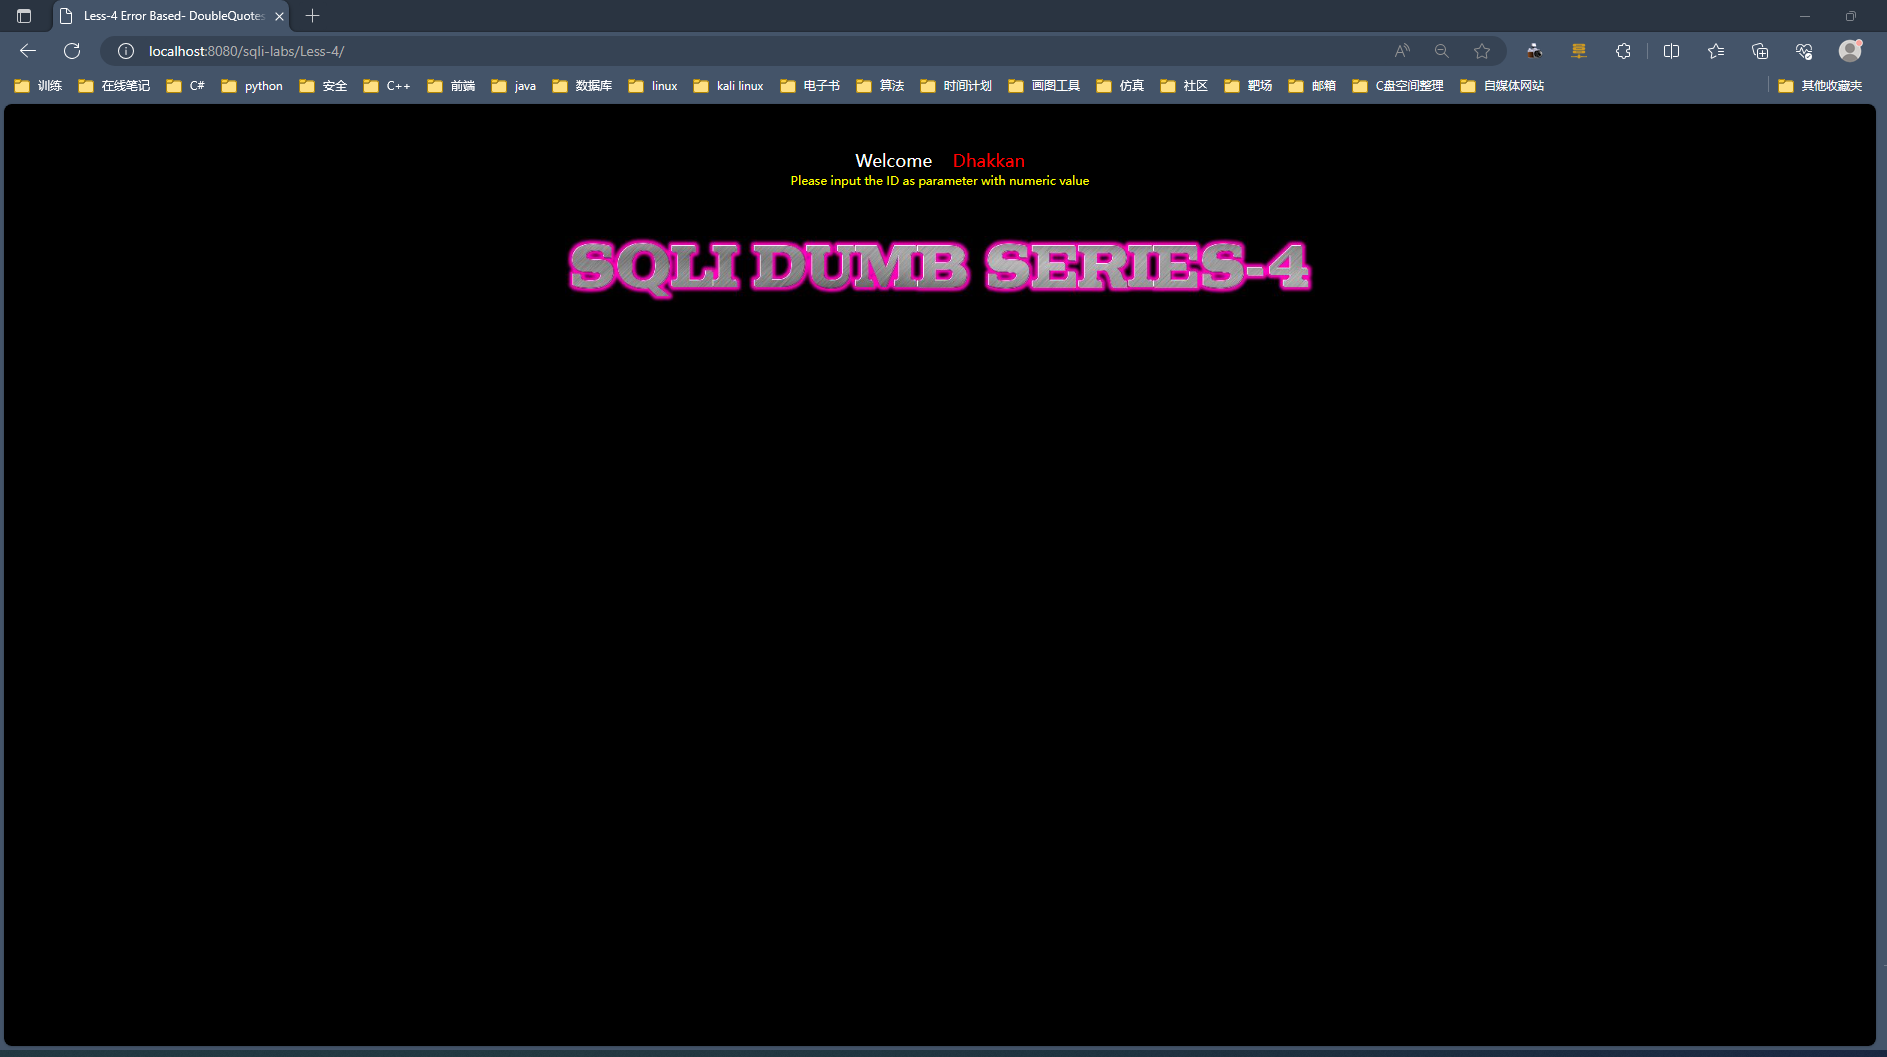 Less-4 Error Based- DoubleQuotes
localhost:8080/sqli-labs/Less-4/
训练 在线笔记 C# python 安全 C++ 前端 java 数据库 linux kali linux 电子书 算法 时间计划 画图工具 仿真 社区 靶场 邮箱 C盘空间整理 自媒体网站 其他收藏夹
Welcome Dhakkan
Please input the ID as parameter with numeric value
SQLI DUMB SERIES-4